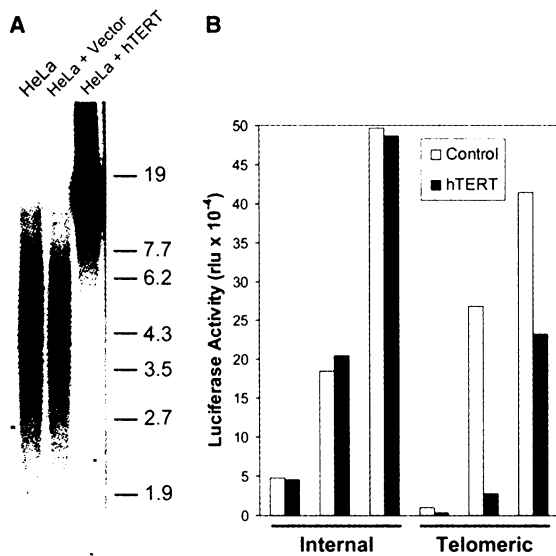 A
HeLa
HeLa + Vector
HeLa + hTERT
19
7.7
6.2
4.3
3.5
2.7
1.9
B
Luciferase Activity (rlu x 10⁻⁴)
50
45
40
35
30
25
20
15
10
5
0
Control
hTERT
Internal
Telomeric